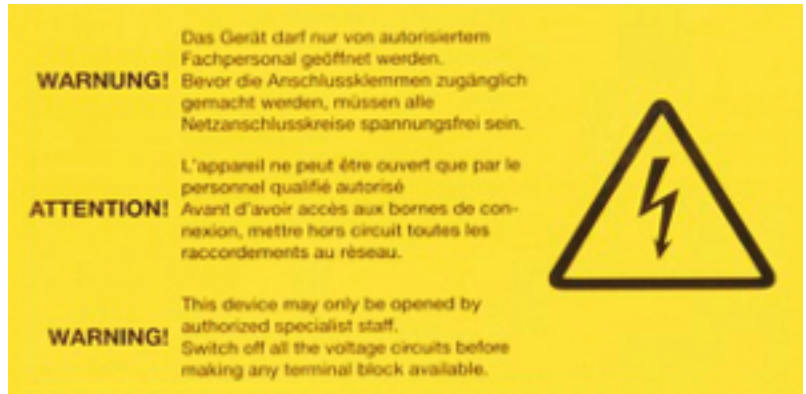 WARNUNG!
Das Gerät darf nur von autorisiertem
Fachpersonal geöffnet werden.
Bevor die Anschlussklemmen zugänglich
gemacht werden, müssen alle
Netzanschlusskreise spannungsfrei sein.
ATTENTION!
L'appareil ne peut être ouvert que par le
personnel qualifié autorisé
Avant d'avoir accès aux bornes de con-
nexion, mettre hors circuit toutes les
raccordements au rèseau.
WARNING!
This device may only be opened by
authorized specialist staff.
Switch off all the voltage circuits before
making any terminal block available.